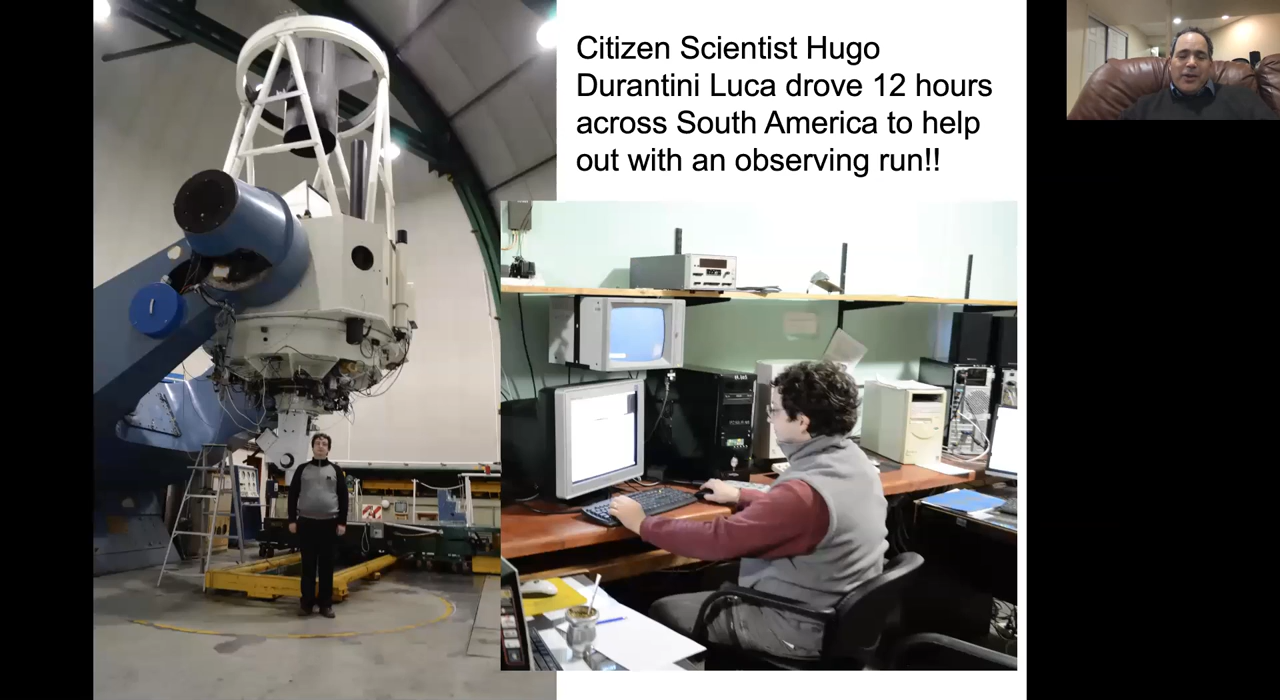 Citizen Scientist Hugo
Durantini Luca drove 12 hours
across South America to help
out with an observing run!!